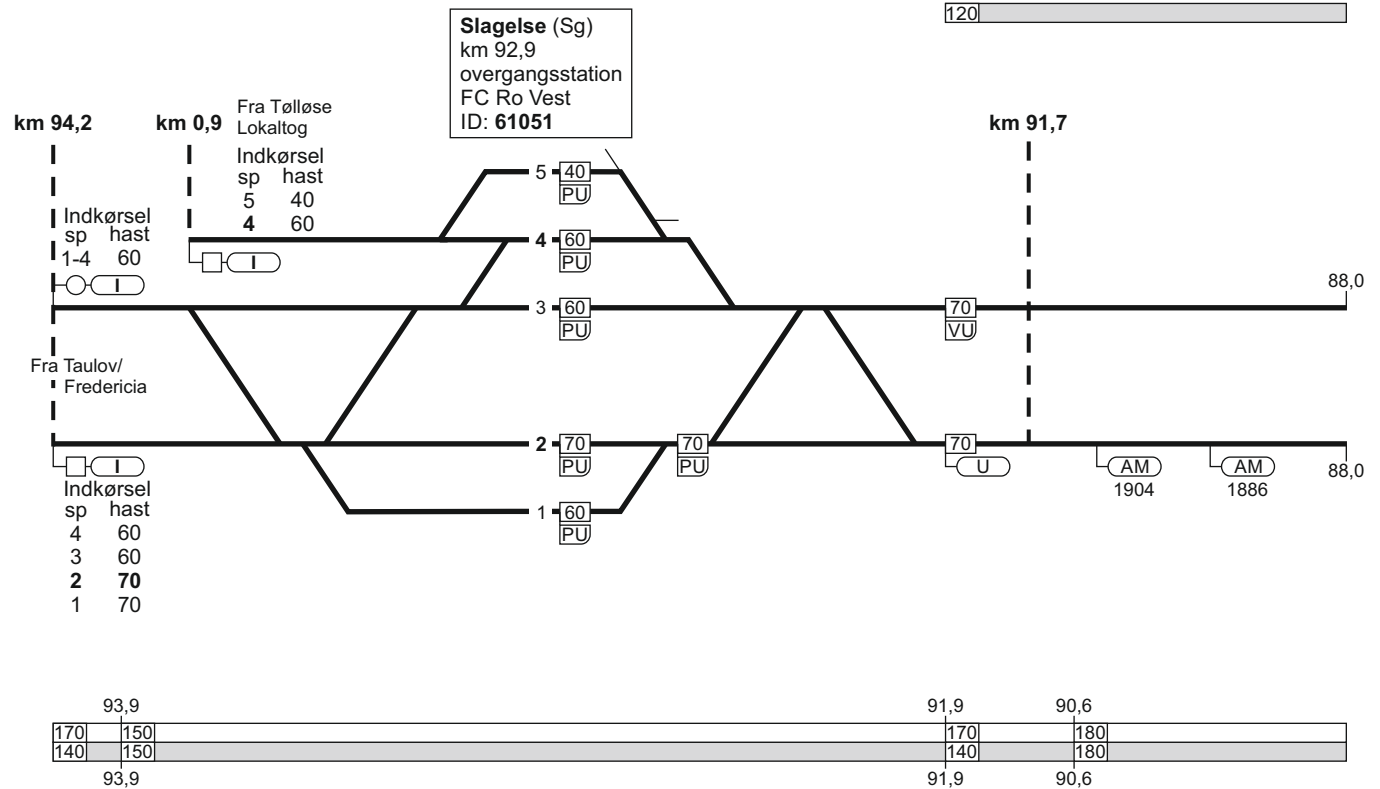 120
Slagelse (Sg)
km 92,9
overgangsstation
FC Ro Vest
ID: 61051
km 94,2
km 0,9
Fra Tølløse
Lokaltog
Indkørsel
sp hast
5 40
4 60
km 91,7
Indkørsel
sp hast
1-4 60
I
I
5 40
PU
4 60
PU
3 60
PU
70
VU
88,0
Fra Taulov/
Fredericia
2 70
PU
70
PU
70
U
AM
1904
AM
1886
88,0
I
Indkørsel
sp hast
4 60
3 60
2 70
1 70
1 60
PU
93,9 91,9 90,6
170 150 170 180
140 150 140 180
93,9 91,9 90,6